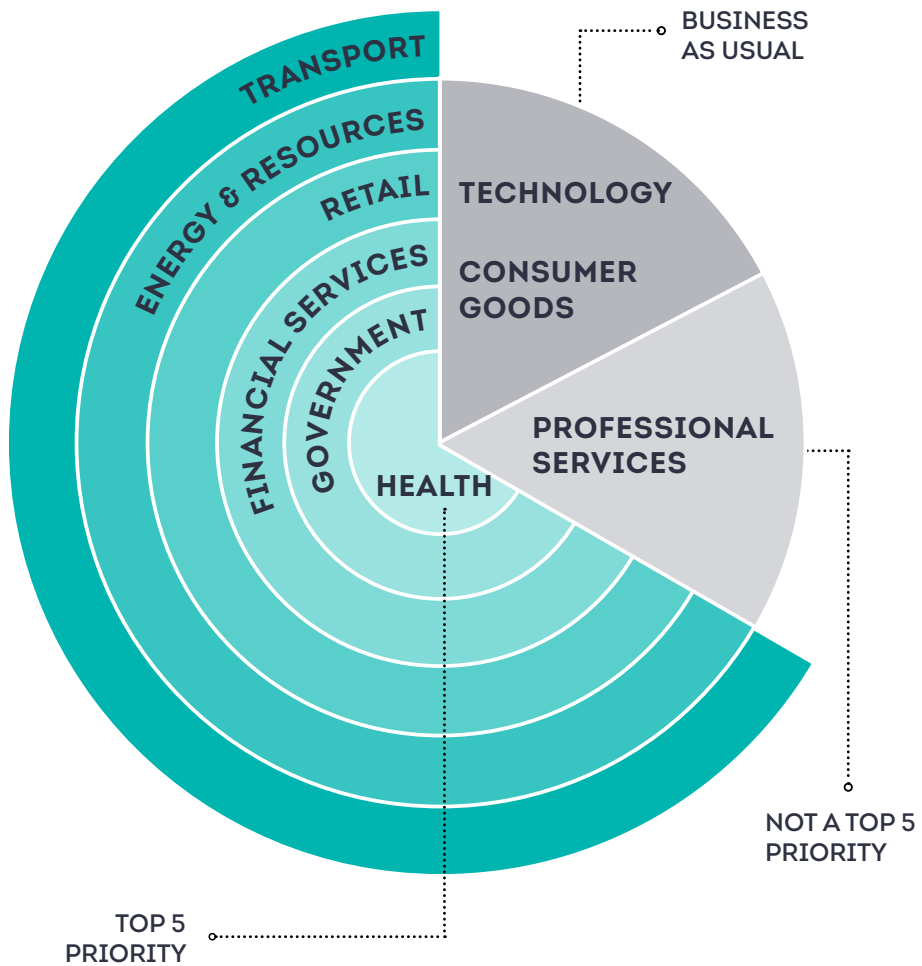 BUSINESS
AS USUAL
TRANSPORT
ENERGY & RESOURCES
RETAIL
FINANCIAL SERVICES
GOVERNMENT
HEALTH
TECHNOLOGY
CONSUMER
GOODS
PROFESSIONAL
SERVICES
NOT A TOP 5
PRIORITY
TOP 5
PRIORITY